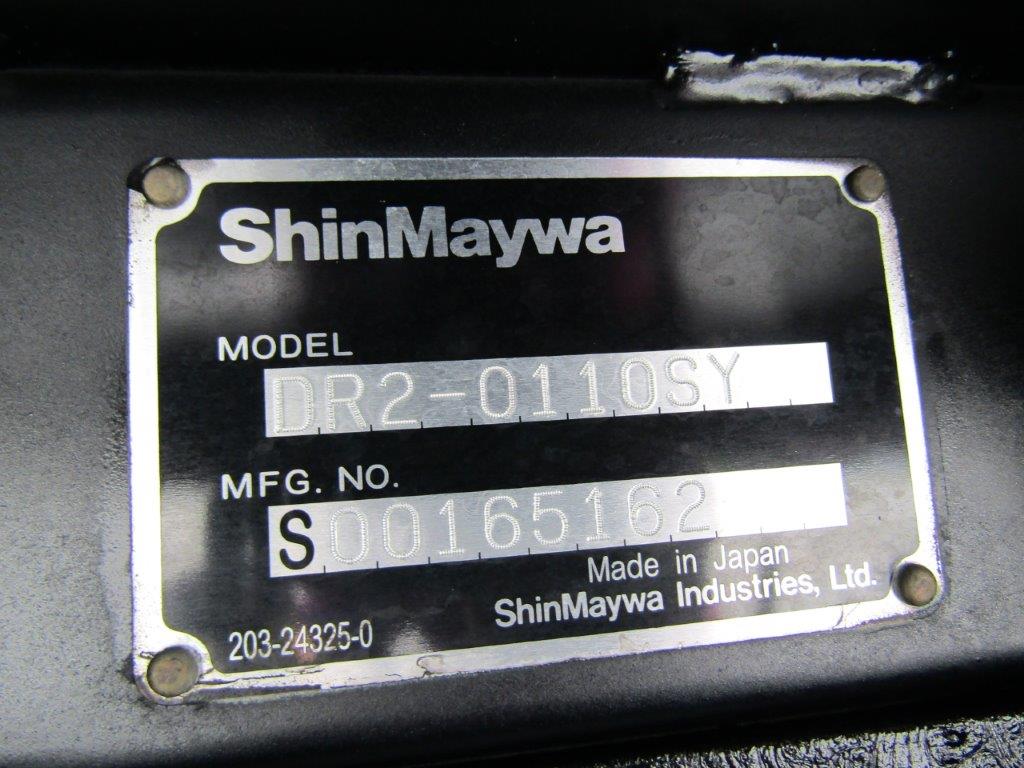 ShinMaywa
MODEL
DR2-0110SY
MFG. NO.
S00165162
Made in Japan
ShinMaywa Industries, Ltd.
203-24325-0